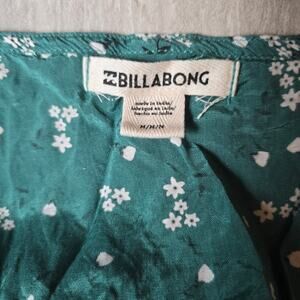 BILLABONG
made in India/
fabriqué en Inde/
hecho en India
M/M/M